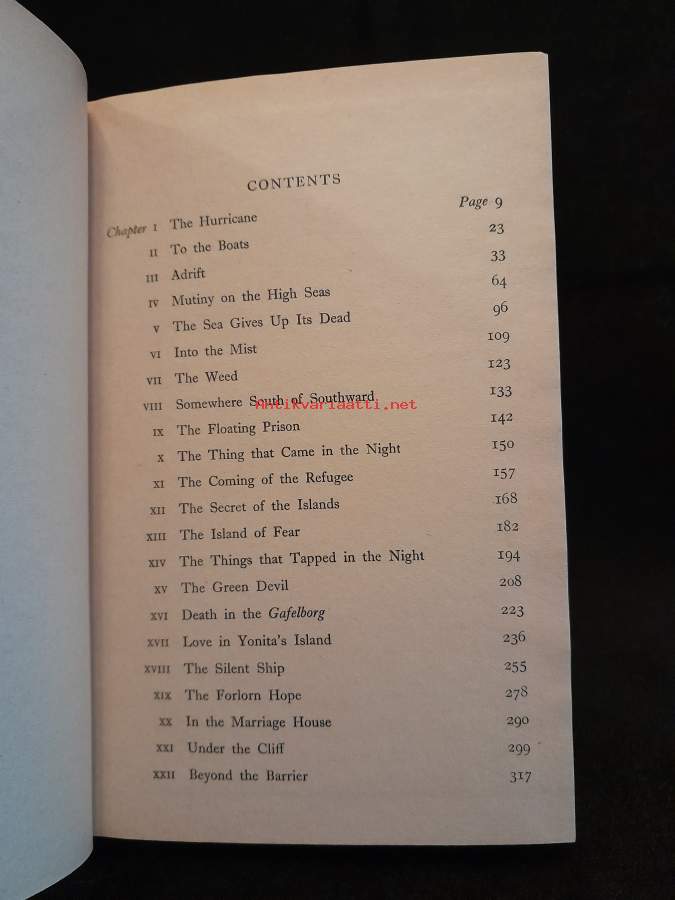 CONTENTS
Chapter I The Hurricane Page 9
II To the Boats 23
III Adrift 33
IV Mutiny on the High Seas 64
V The Sea Gives Up Its Dead 96
VI Into the Mist 109
VII The Weed 123
VIII Somewhere South of Southward 133
Antikvariaatti.net
IX The Floating Prison 142
X The Thing that Came in the Night 150
XI The Coming of the Refugee 157
XII The Secret of the Islands 168
XIII The Island of Fear 182
XIV The Things that Tapped in the Night 194
XV The Green Devil 208
XVI Death in the Gafelborg 223
XVII Love in Yonita's Island 236
XVIII The Silent Ship 255
XIX The Forlorn Hope 278
XX In the Marriage House 290
XXI Under the Cliff 299
XXII Beyond the Barrier 317